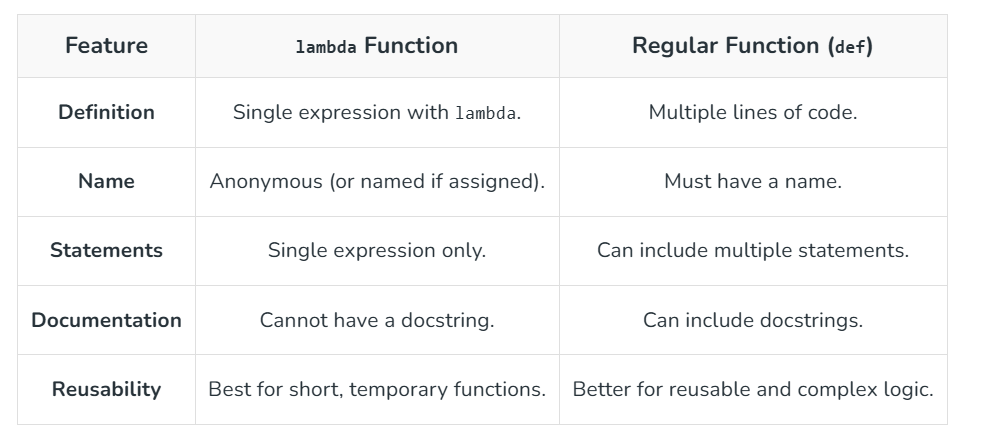 Feature lambda Function Regular Function (def)
Definition Single expression with lambda. Multiple lines of code.
Name Anonymous (or named if assigned). Must have a name.
Statements Single expression only. Can include multiple statements.
Documentation Cannot have a docstring. Can include docstrings.
Reusability Best for short, temporary functions. Better for reusable and complex logic.